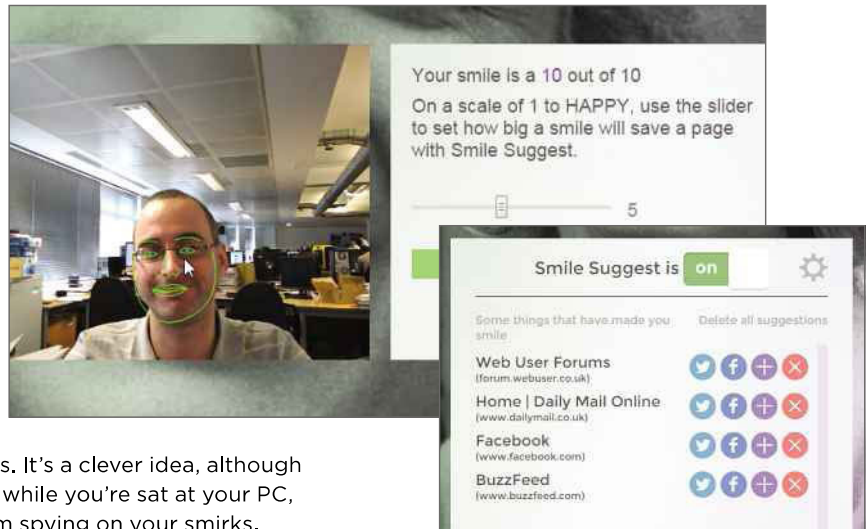 Your smile is a 10 out of 10
On a scale of 1 to HAPPY, use the slider
to set how big a smile will save a page
with Smile Suggest.
5
Smile Suggest is on
Some things that have made you
smile
Delete all suggestions
Web User Forums
(forum.webuser.co.uk)
Home | Daily Mail Online
(www.dailymail.co.uk)
Facebook
(www.facebook.com)
BuzzFeed
(www.buzzfeed.com)
s. It's a clever idea, although
while you're sat at your PC,
m spying on your smirks.